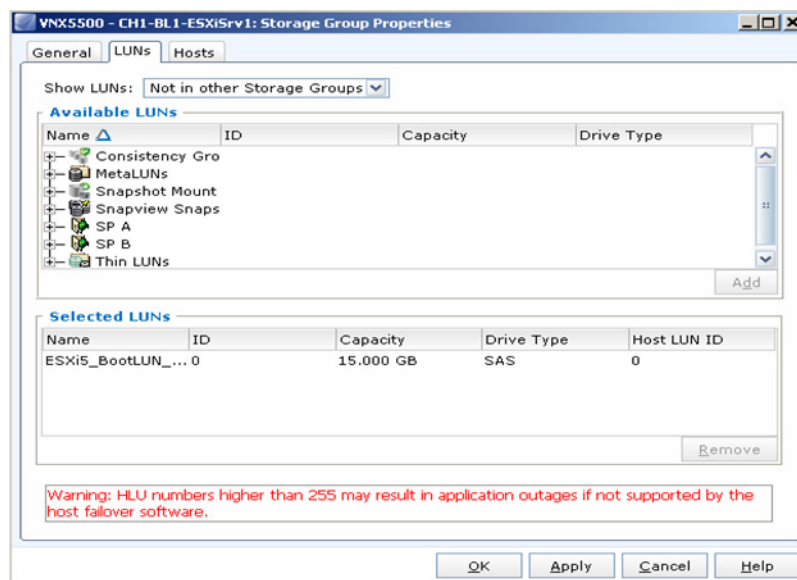 VNX5500 - CH1-BL1-ESXiSrv1: Storage Group Properties
General LUNs Hosts
Show LUNs: Not in other Storage Groups
Available LUNs
Name ID Capacity Drive Type
Consistency Gro
MetaLUNs
Snapshot Mount
Snapview Snaps
SP A
SP B
Thin LUNs
Add
Selected LUNs
Name ID Capacity Drive Type Host LUN ID
ESXi5_BootLUN_... 0 15.000 GB SAS 0
Remove
Warning: HLU numbers higher than 255 may result in application outages if not supported by the
host failover software.
OK Apply Cancel Help